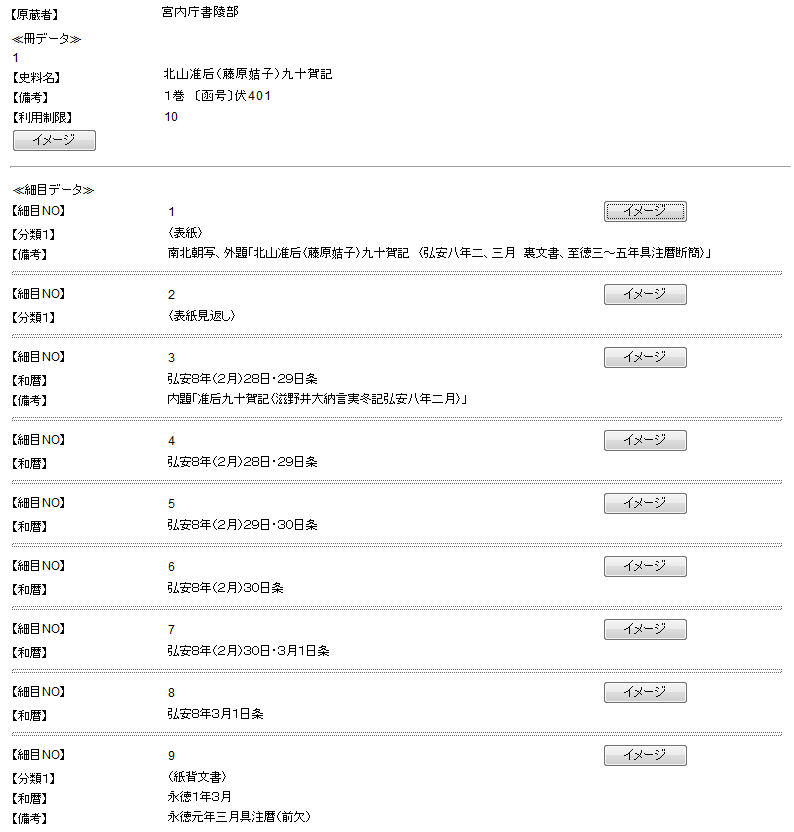 【原蔵者】 宮内庁書陵部
≪冊データ≫
1
【史料名】 北山准后（藤原姞子）九十賀記
【備考】 １巻 〔函号〕伏４０１
【利用制限】 10
イメージ
≪細目データ≫
【細目NO】 1 イメージ
【分類1】 〈表紙〉
【備考】 南北朝写、外題「北山准后〈藤原姞子〉九十賀記 〈弘安八年二、三月 裏文書、至徳三～五年具注暦断簡〉」
【細目NO】 2 イメージ
【分類1】 〈表紙見返し〉
【細目NO】 3 イメージ
【和暦】 弘安8年（２月）28日・29日条
【備考】 内題「准后九十賀記〈滋野井大納言実冬記弘安八年二月〉」
【細目NO】 4 イメージ
【和暦】 弘安8年（２月）28日・29日条
【細目NO】 5 イメージ
【和暦】 弘安8年（２月）29日・30日条
【細目NO】 6 イメージ
【和暦】 弘安8年（２月）30日条
【細目NO】 7 イメージ
【和暦】 弘安8年（２月）30日・3月1日条
【細目NO】 8 イメージ
【和暦】 弘安8年3月1日条
【細目NO】 9 イメージ
【分類1】 〈紙背文書〉
【和暦】 永徳1年3月
【備考】 永徳元年三月具注暦（前欠）